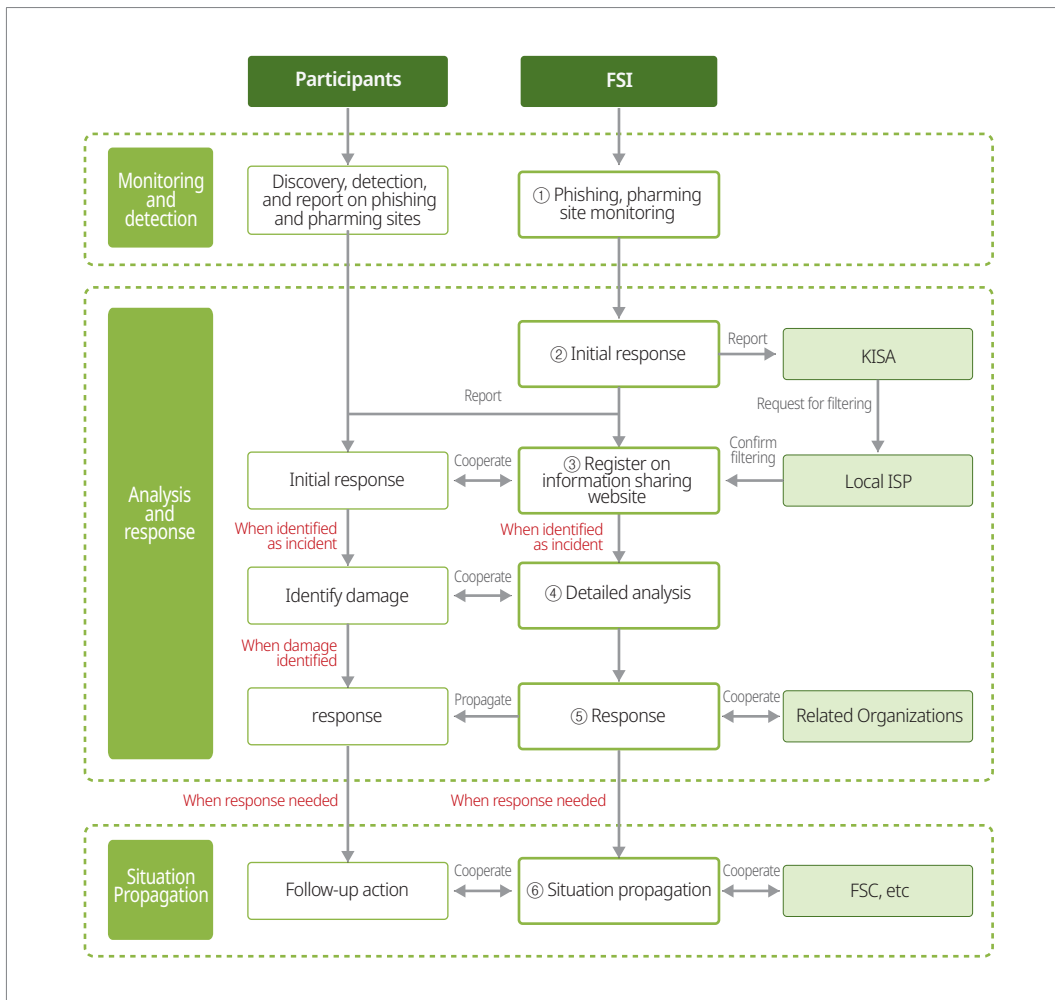 Participants
FSI
Monitoring
and
detection
Discovery, detection,
and report on phishing
and pharming sites
① Phishing, pharming
site monitoring
Analysis
and
response
② Initial response
Report
KISA
Report
Request for filtering
Initial response
Cooperate
③ Register on
information sharing
website
Confirm
filtering
Local ISP
When identified
as incident
When identified
as incident
Identify damage
Cooperate
④ Detailed analysis
When damage
identified
response
Propagate
⑤ Response
Cooperate
Related Organizations
When response needed
When response needed
Situation
Propagation
Follow-up action
Cooperate
⑥ Situation propagation
Cooperate
FSC, etc